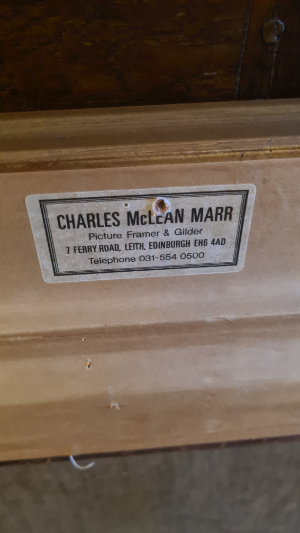 CHARLES McLEAN MARR
Picture Framer & Gilder
7 FERRY ROAD, LEITH, EDINBURGH EH6 4AD
Telephone 031-554 0500